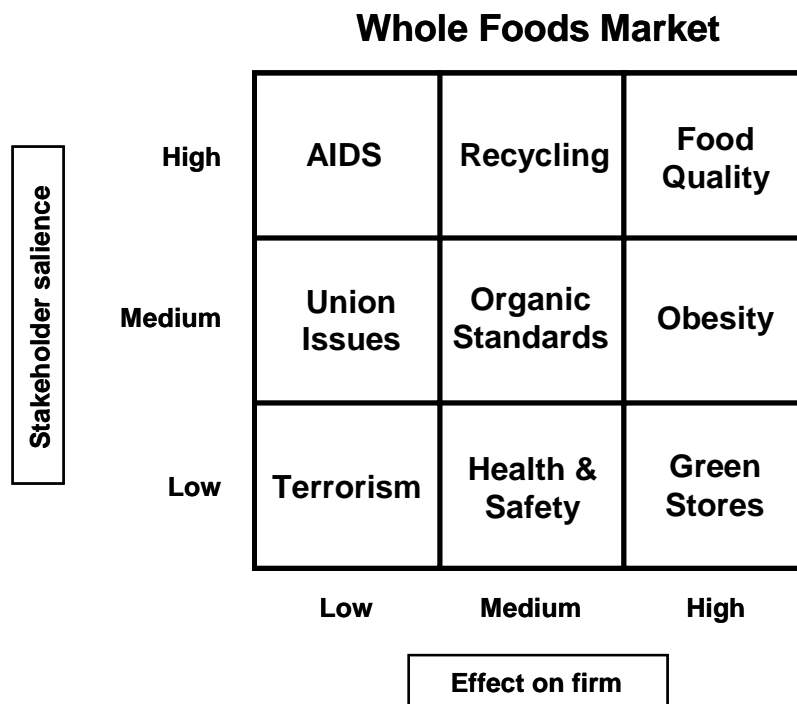 Whole Foods Market
Stakeholder salience
High
AIDS
Recycling
Food
Quality
Medium
Union
Issues
Organic
Standards
Obesity
Low
Terrorism
Health &
Safety
Green
Stores
Low
Medium
High
Effect on firm